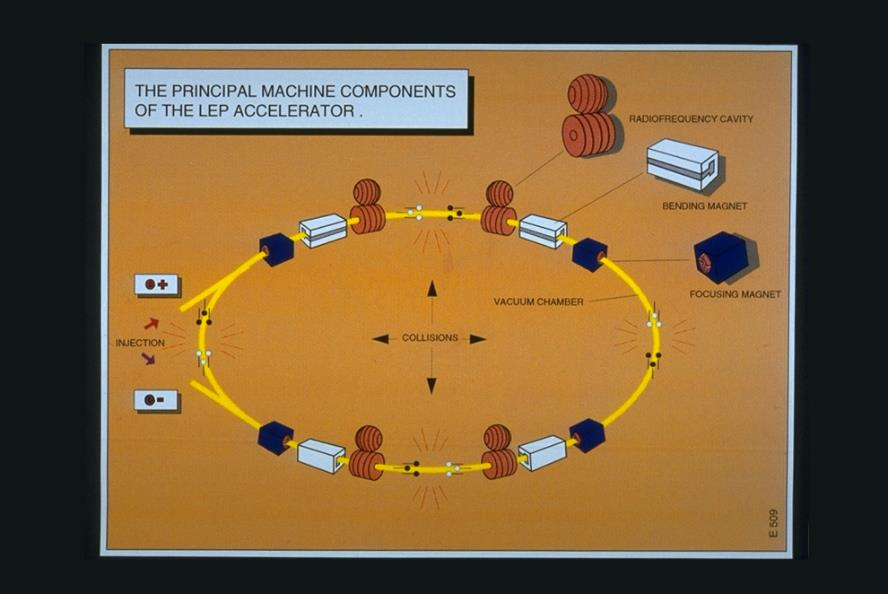 THE PRINCIPAL MACHINE COMPONENTS
OF THE LEP ACCELERATOR .
RADIOFREQUENCY CAVITY
BENDING MAGNET
FOCUSING MAGNET
VACUUM CHAMBER
COLLISIONS
INJECTION
e +
e -
E 509